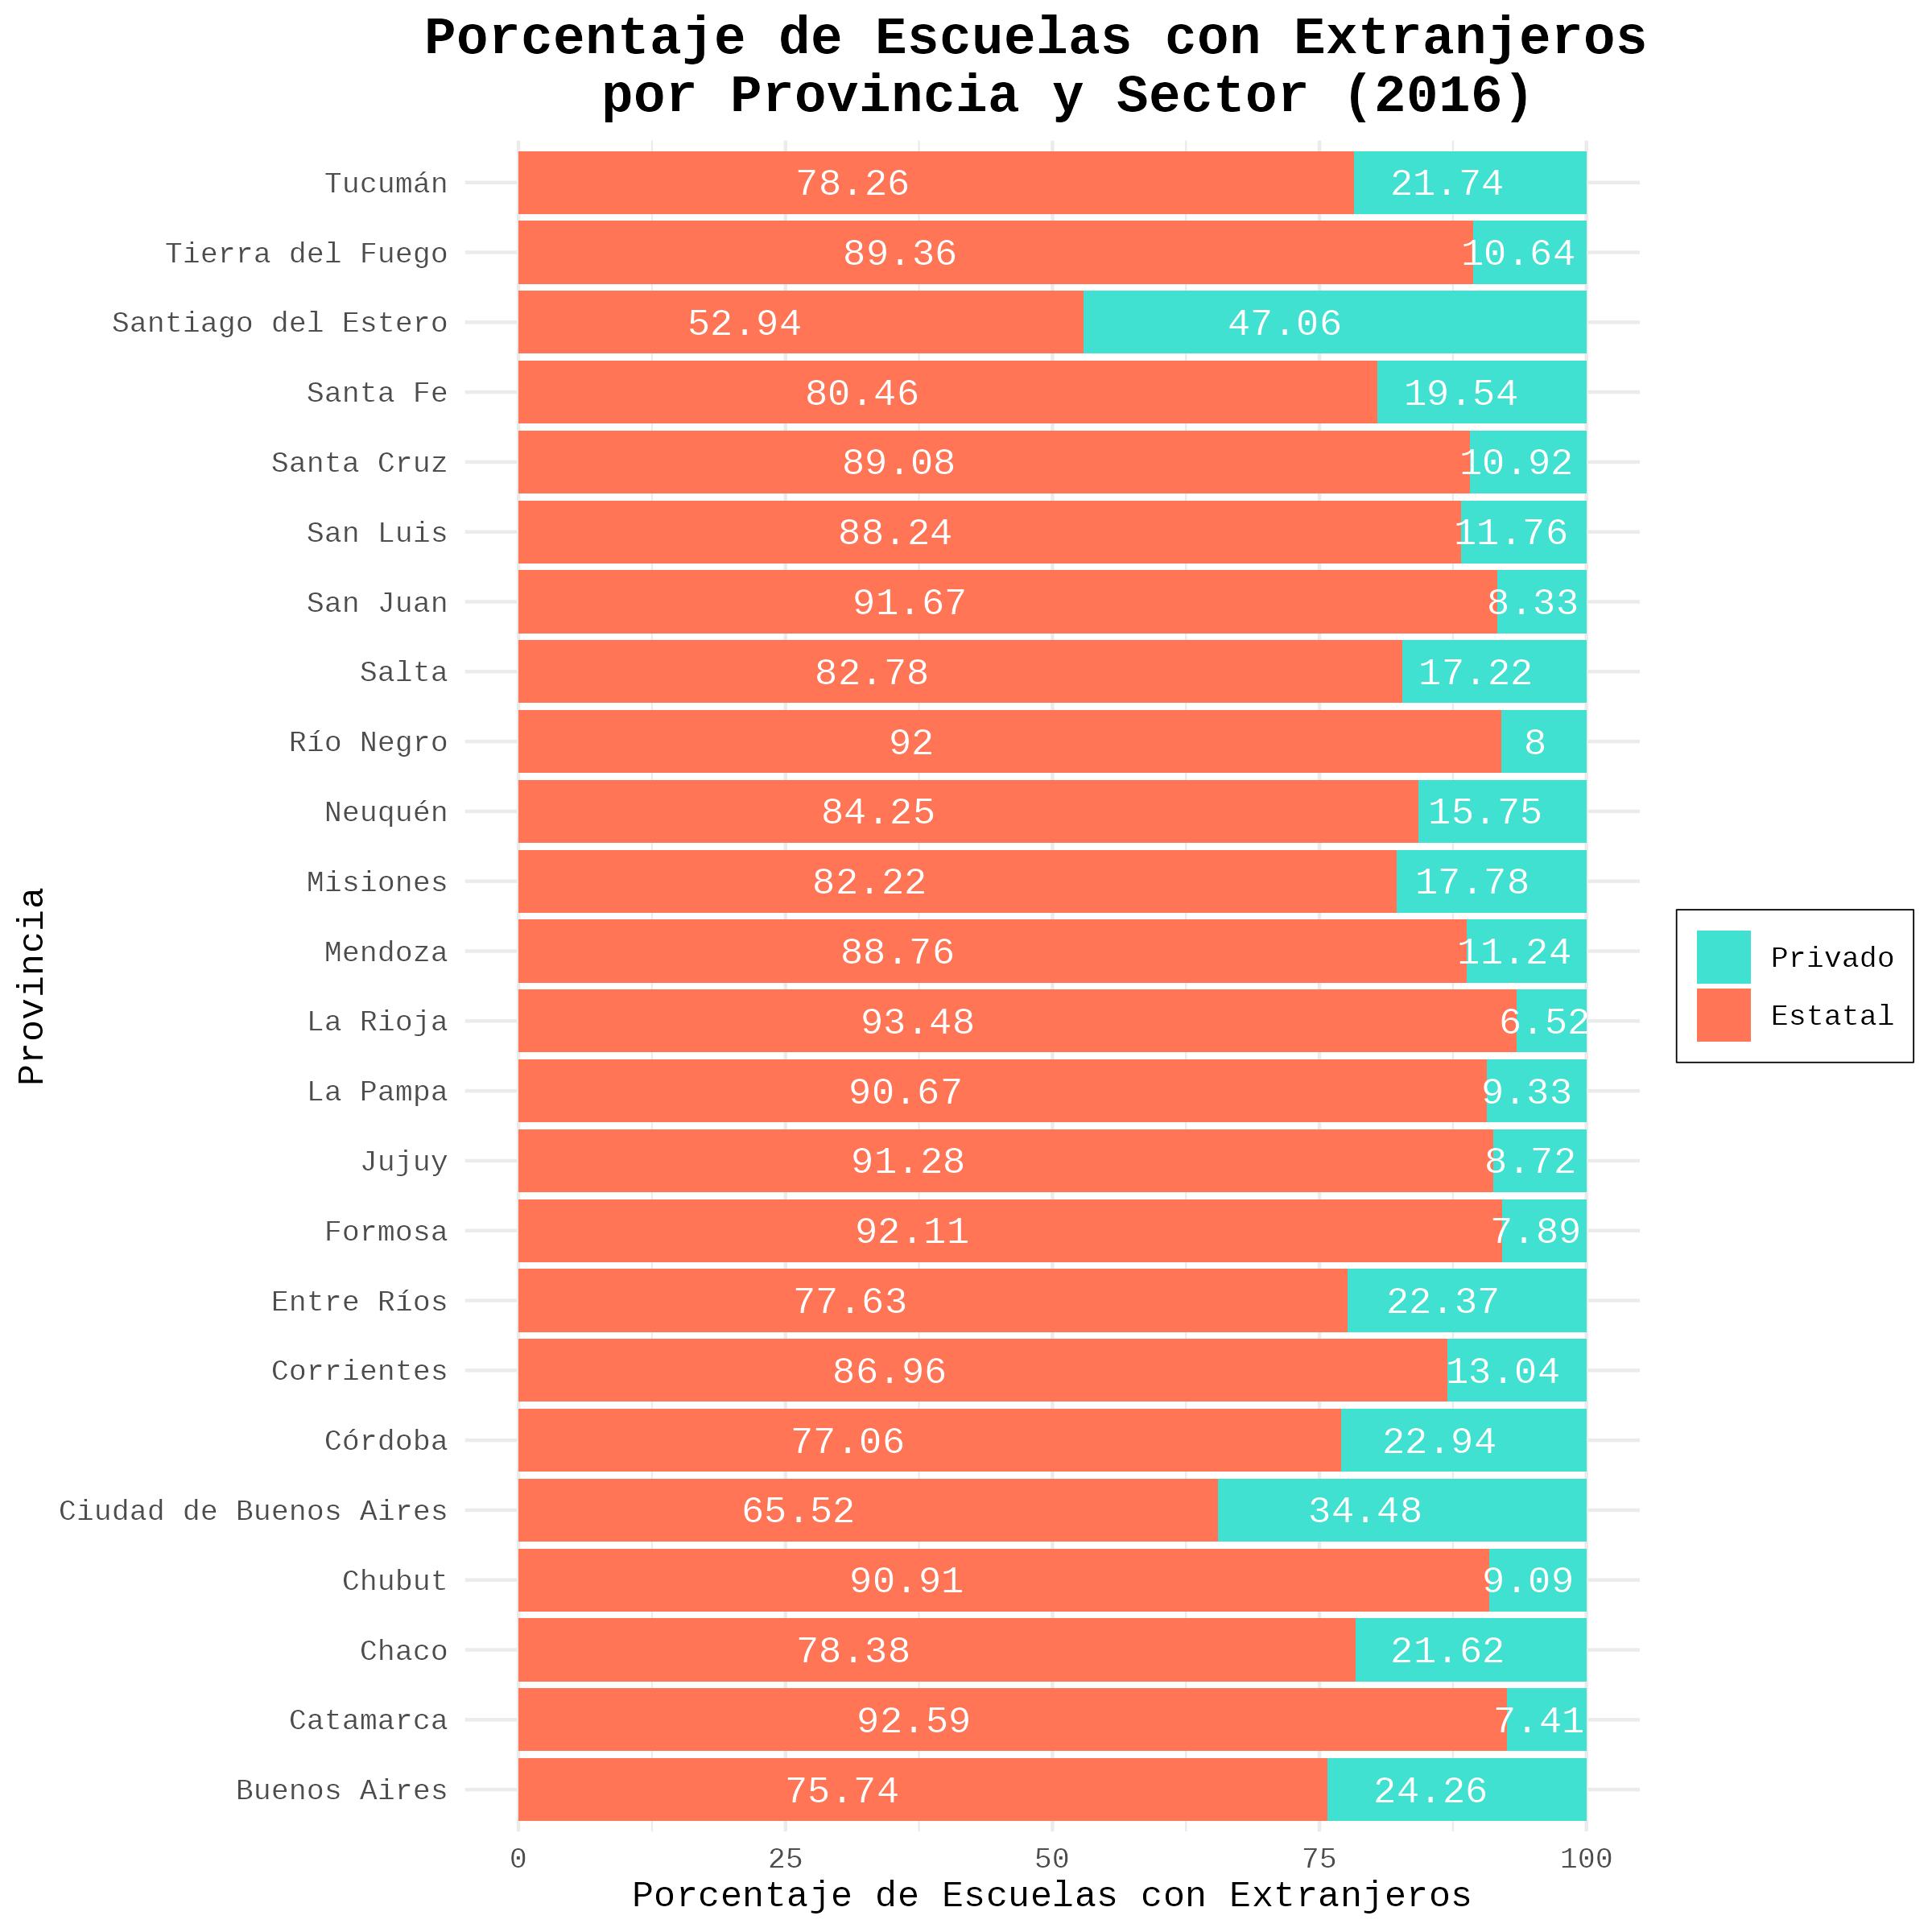 Porcentaje de Escuelas con Extranjeros
por Provincia y Sector (2016)
Tucumán 78.26 21.74
Tierra del Fuego 89.36 10.64
Santiago del Estero 52.94 47.06
Santa Fe 80.46 19.54
Santa Cruz 89.08 10.92
San Luis 88.24 11.76
San Juan 91.67 8.33
Salta 82.78 17.22
Río Negro 92 8
Neuquén 84.25 15.75
Misiones 82.22 17.78
Mendoza 88.76 11.24
La Rioja 93.48 6.52
La Pampa 90.67 9.33
Jujuy 91.28 8.72
Formosa 92.11 7.89
Entre Ríos 77.63 22.37
Corrientes 86.96 13.04
Córdoba 77.06 22.94
Ciudad de Buenos Aires 65.52 34.48
Chubut 90.91 9.09
Chaco 78.38 21.62
Catamarca 92.59 7.41
Buenos Aires 75.74 24.26
0 25 50 75 100
Porcentaje de Escuelas con Extranjeros
Provincia
Privado
Estatal